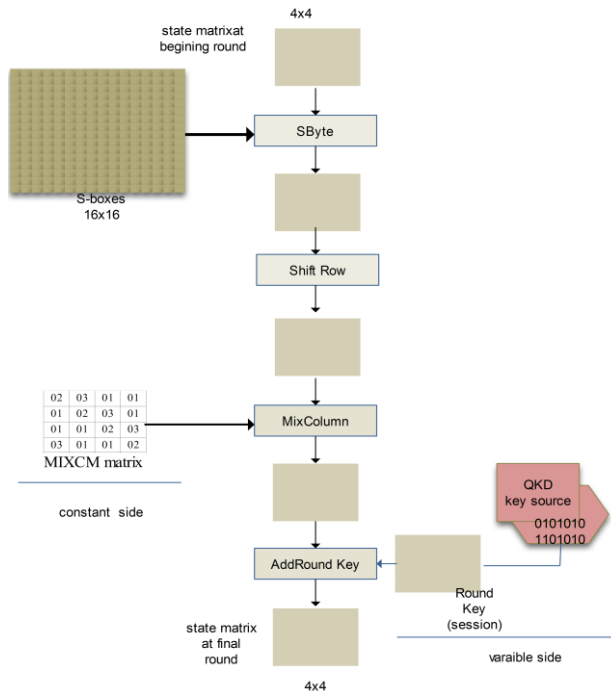 4x4
state matrixat
begining round
SByte
S-boxes
16x16
Shift Row
02 03 01 01
01 02 03 01
01 01 02 03
03 01 01 02
MIXCM matrix
MixColumn
constant side
QKD
key source
0101010
1101010
AddRound Key
Round
Key
(session)
state matrix
at final
round
varaible side
4x4